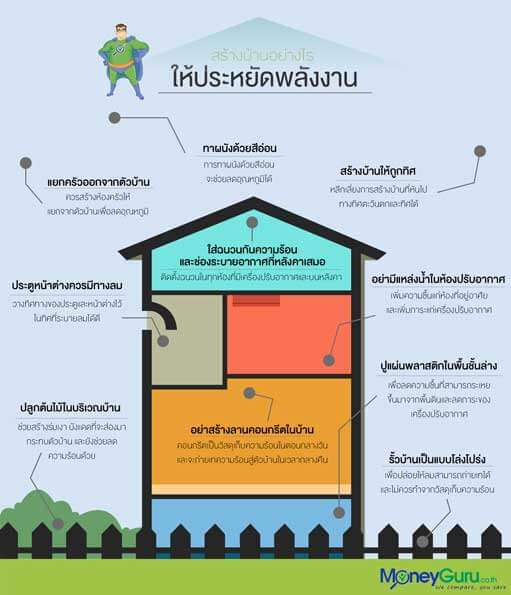 สร้างบ้านอย่างไร
ให้ประหยัดพลังงาน
ทาผนังด้วยสีอ่อน
การทาผนังด้วยสีอ่อน
จะช่วยลดอุณหภูมิได้
สร้างบ้านให้ถูกทิศ
หลีกเลี่ยงการสร้างบ้านที่หันไป
ทางทิศตะวันตกและทิศใต้
แยกครัวออกจากตัวบ้าน
ควรสร้างห้องครัวให้
แยกจากตัวบ้านเพื่อลดอุณหภูมิ
ใส่ฉนวนกันความร้อน
และช่องระบายอากาศที่หลังคาเสมอ
ติดตั้งฉนวนในทุกห้องที่มีเครื่องปรับอากาศและบนหลังคา
ประตูหน้าต่างควรมีทางลม
วางทิศทางของประตูและหน้าต่างไว้
ในทิศที่ระบายลมได้ดี
อย่ามีแหล่งน้ำในห้องปรับอากาศ
เพิ่มความชื้นแก่ห้องที่อยู่อาศัย
และเพิ่มภาระแก่เครื่องปรับอากาศ
ปูแผ่นพลาสติกในพื้นชั้นล่าง
เพื่อลดความชื้นที่สามารถระเหย
ขึ้นมาจากพื้นดินและลดภาระของ
เครื่องปรับอากาศ
ปลูกต้นไม้ในบริเวณบ้าน
ช่วยสร้างร่มเงา บังแดดที่จะส่องมา
กระทบตัวบ้าน และยังช่วยลด
ความร้อนด้วย
อย่าสร้างลานคอนกรีตในบ้าน
คอนกรีตเป็นวัสดุเก็บความร้อนในตอนกลางวัน
และจะถ่ายเทความร้อนสู่ตัวบ้านในเวลากลางคืน
รั้วบ้านเป็นแบบโล่งโปร่ง
เพื่อปล่อยให้ลมสามารถถ่ายเทได้
และไม่ควรทำจากวัสดุเก็บความร้อน
MoneyGuru.co.th
We compare, you save